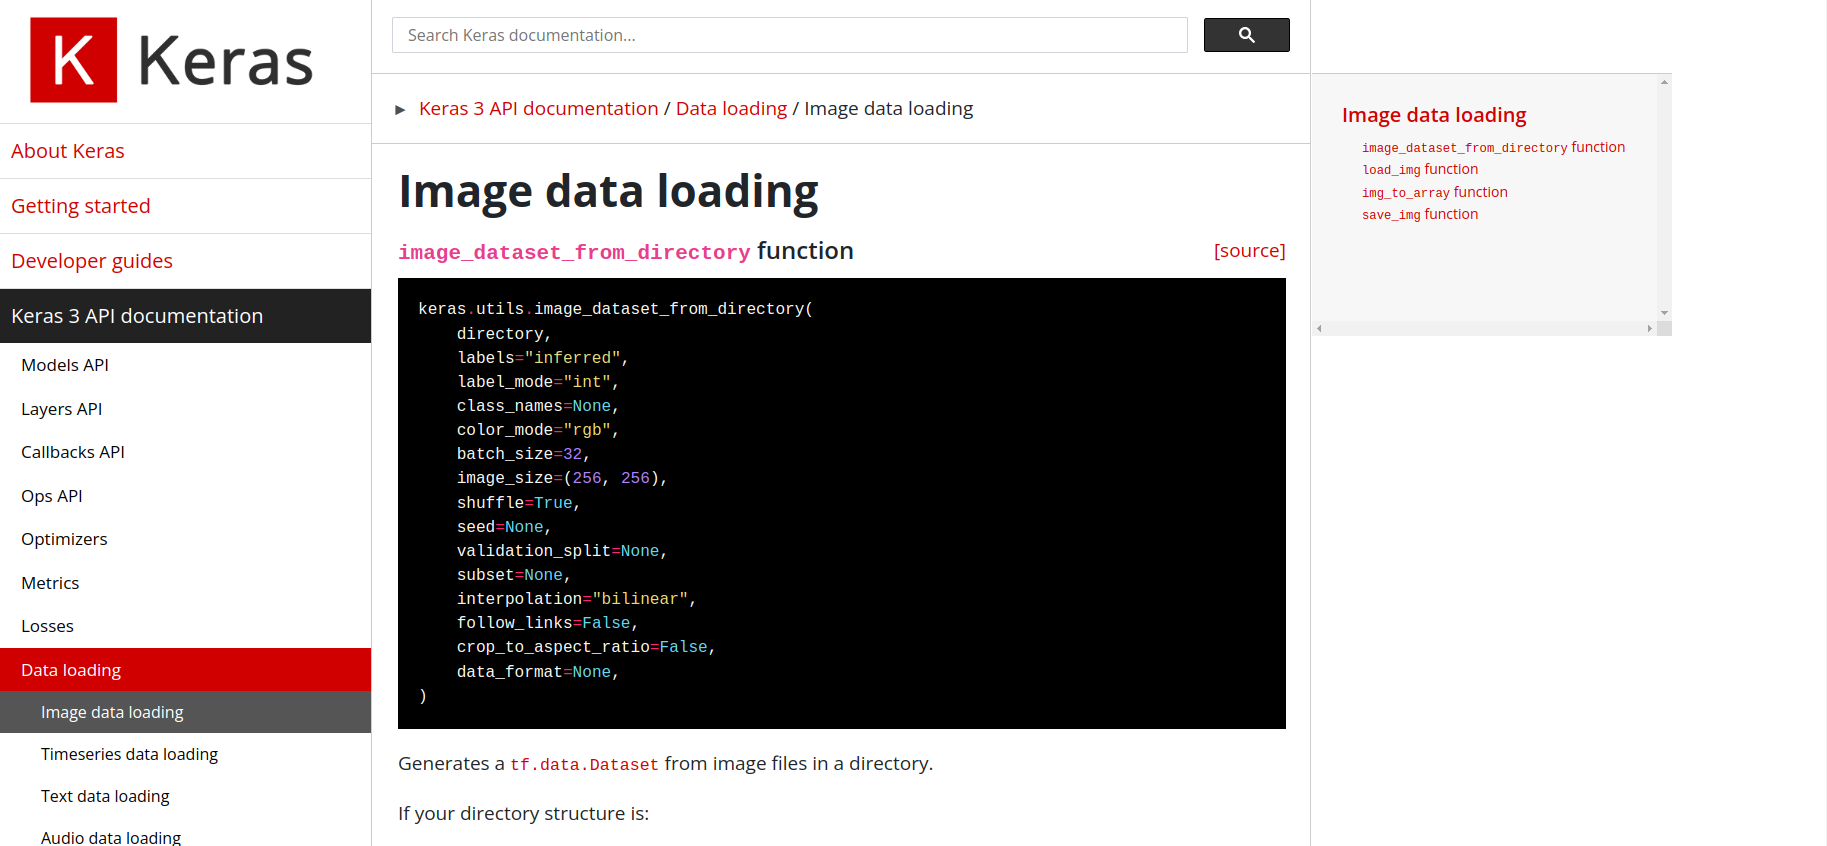 K Keras
About Keras
Getting started
Developer guides
Keras 3 API documentation
Models API
Layers API
Callbacks API
Ops API
Optimizers
Metrics
Losses
Data loading
Image data loading
Timeseries data loading
Text data loading
Audio data loading
Search Keras documentation...
► Keras 3 API documentation / Data loading / Image data loading
Image data loading
image_dataset_from_directory function [source]
keras.utils.image_dataset_from_directory(
    directory,
    labels="inferred",
    label_mode="int",
    class_names=None,
    color_mode="rgb",
    batch_size=32,
    image_size=(256, 256),
    shuffle=True,
    seed=None,
    validation_split=None,
    subset=None,
    interpolation="bilinear",
    follow_links=False,
    crop_to_aspect_ratio=False,
    data_format=None,
)
Generates a tf.data.Dataset from image files in a directory.
If your directory structure is:
Image data loading
image_dataset_from_directory function
load_img function
img_to_array function
save_img function